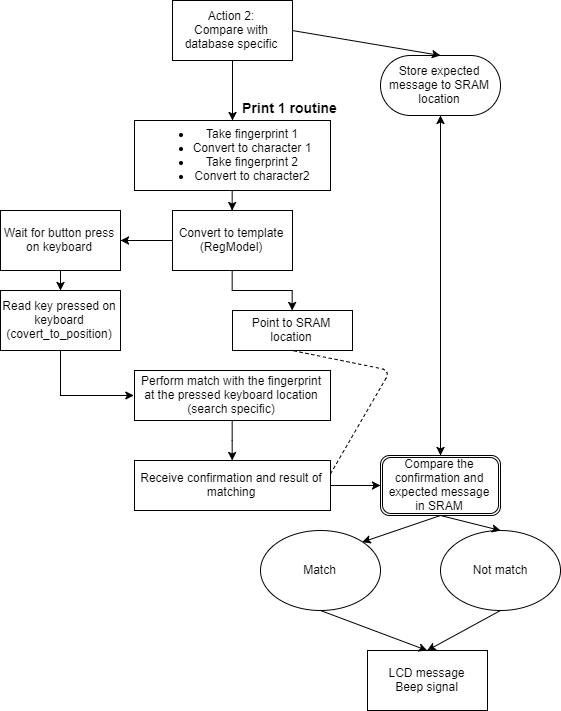 Action 2:
Compare with
database specific
Store expected
message to SRAM
location
Print 1 routine
• Take fingerprint 1
• Convert to character 1
• Take fingerprint 2
• Convert to character2
Wait for button press
on keyboard
Convert to template
(RegModel)
Read key pressed on
keyboard
(covert_to_position)
Point to SRAM
location
Perform match with the fingerprint
at the pressed keyboard location
(search specific)
Receive confirmation and result of
matching
Compare the
confirmation and
expected message
in SRAM
Match
Not match
LCD message
Beep signal